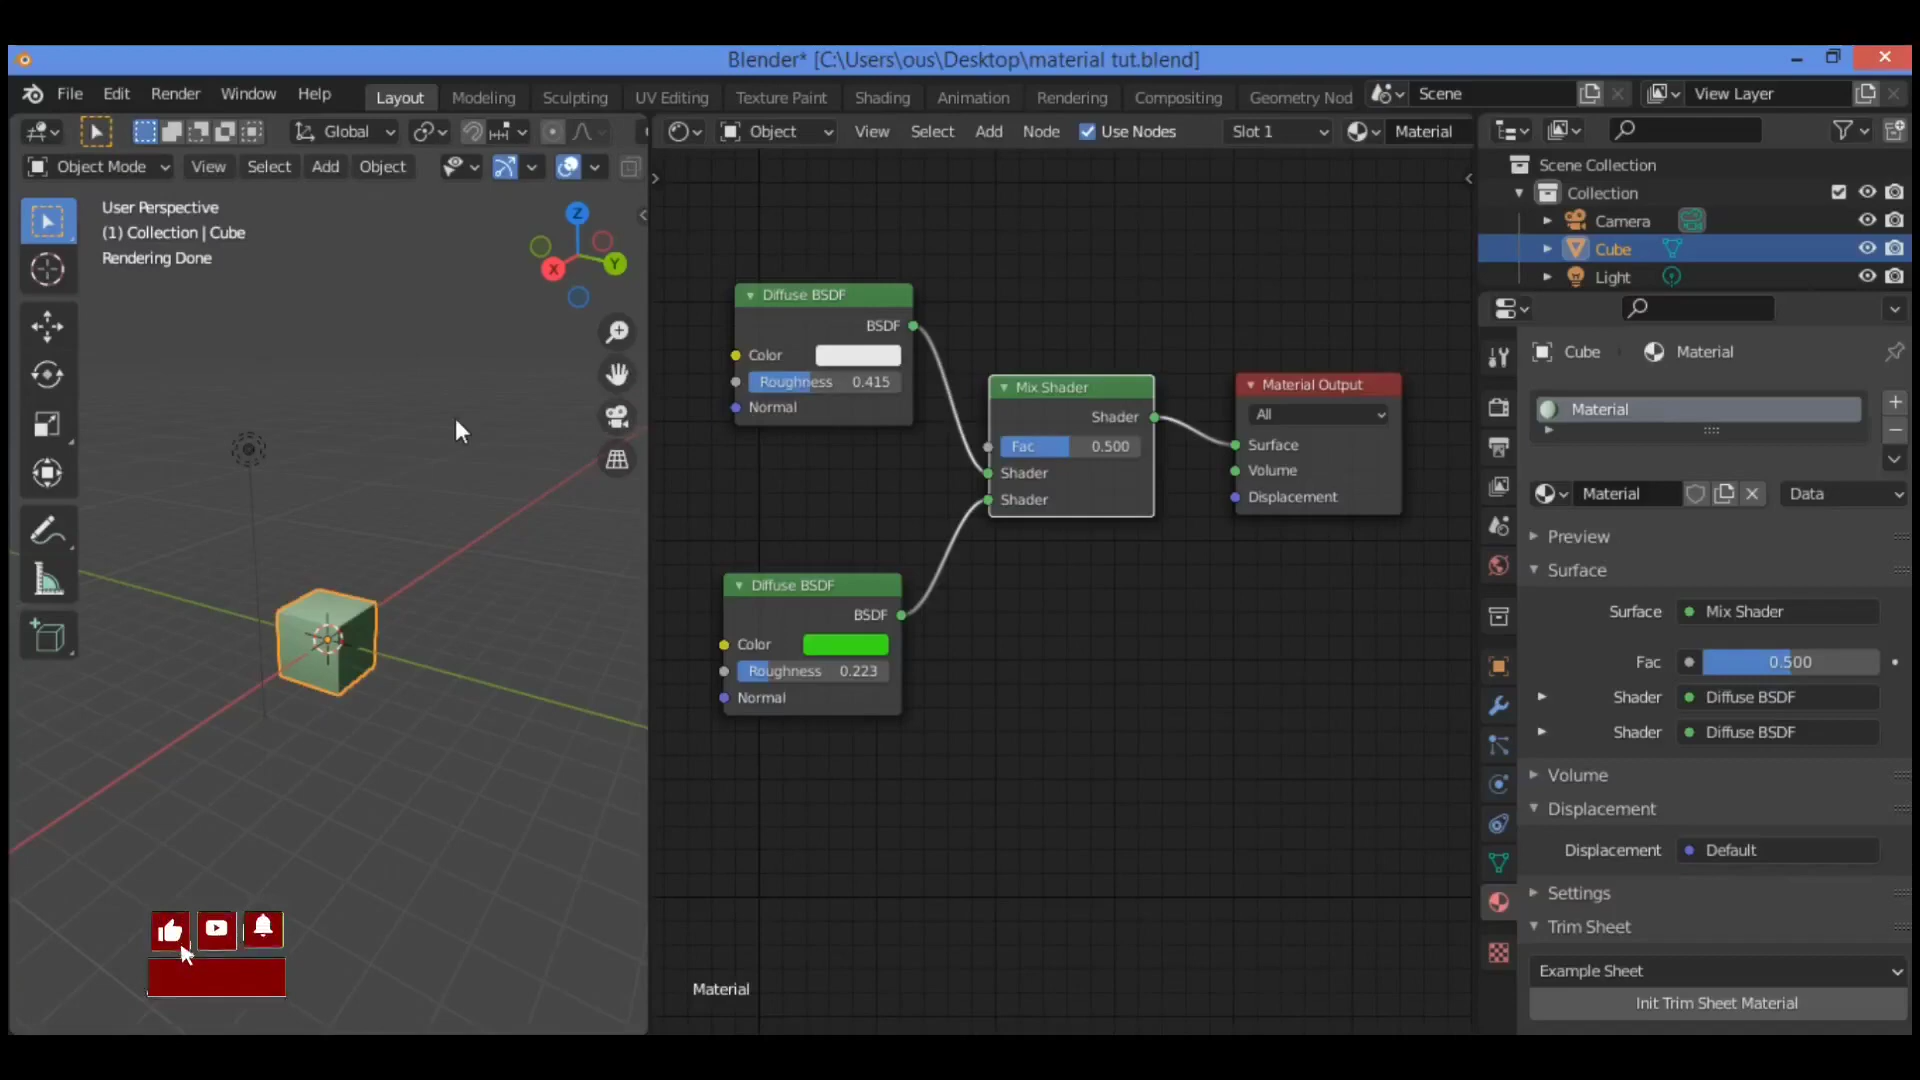 Blender* [C:\Users\ous\Desktop\material tut.blend]
File Edit Render Window Help Layout Modeling Sculpting UV Editing Texture Paint Shading Animation Rendering Compositing Geometry Nod Scene View Layer
Global Object View Select Add Node Use Nodes Slot 1 Material
Object Mode View Select Add Object
User Perspective
(1) Collection | Cube
Rendering Done
Z
Y
X
Diffuse BSDF
BSDF
Color
Roughness 0.415
Normal
Diffuse BSDF
BSDF
Color
Roughness 0.223
Normal
Mix Shader
Shader
Fac 0.500
Shader
Shader
Material Output
All
Surface
Volume
Displacement
Material
Scene Collection
Collection
Camera
Cube
Light
Cube Material
Material
Material Data
Preview
Surface
Surface Mix Shader
Fac 0.500
Shader Diffuse BSDF
Shader Diffuse BSDF
Volume
Displacement
Displacement Default
Settings
Trim Sheet
Example Sheet
Init Trim Sheet Material